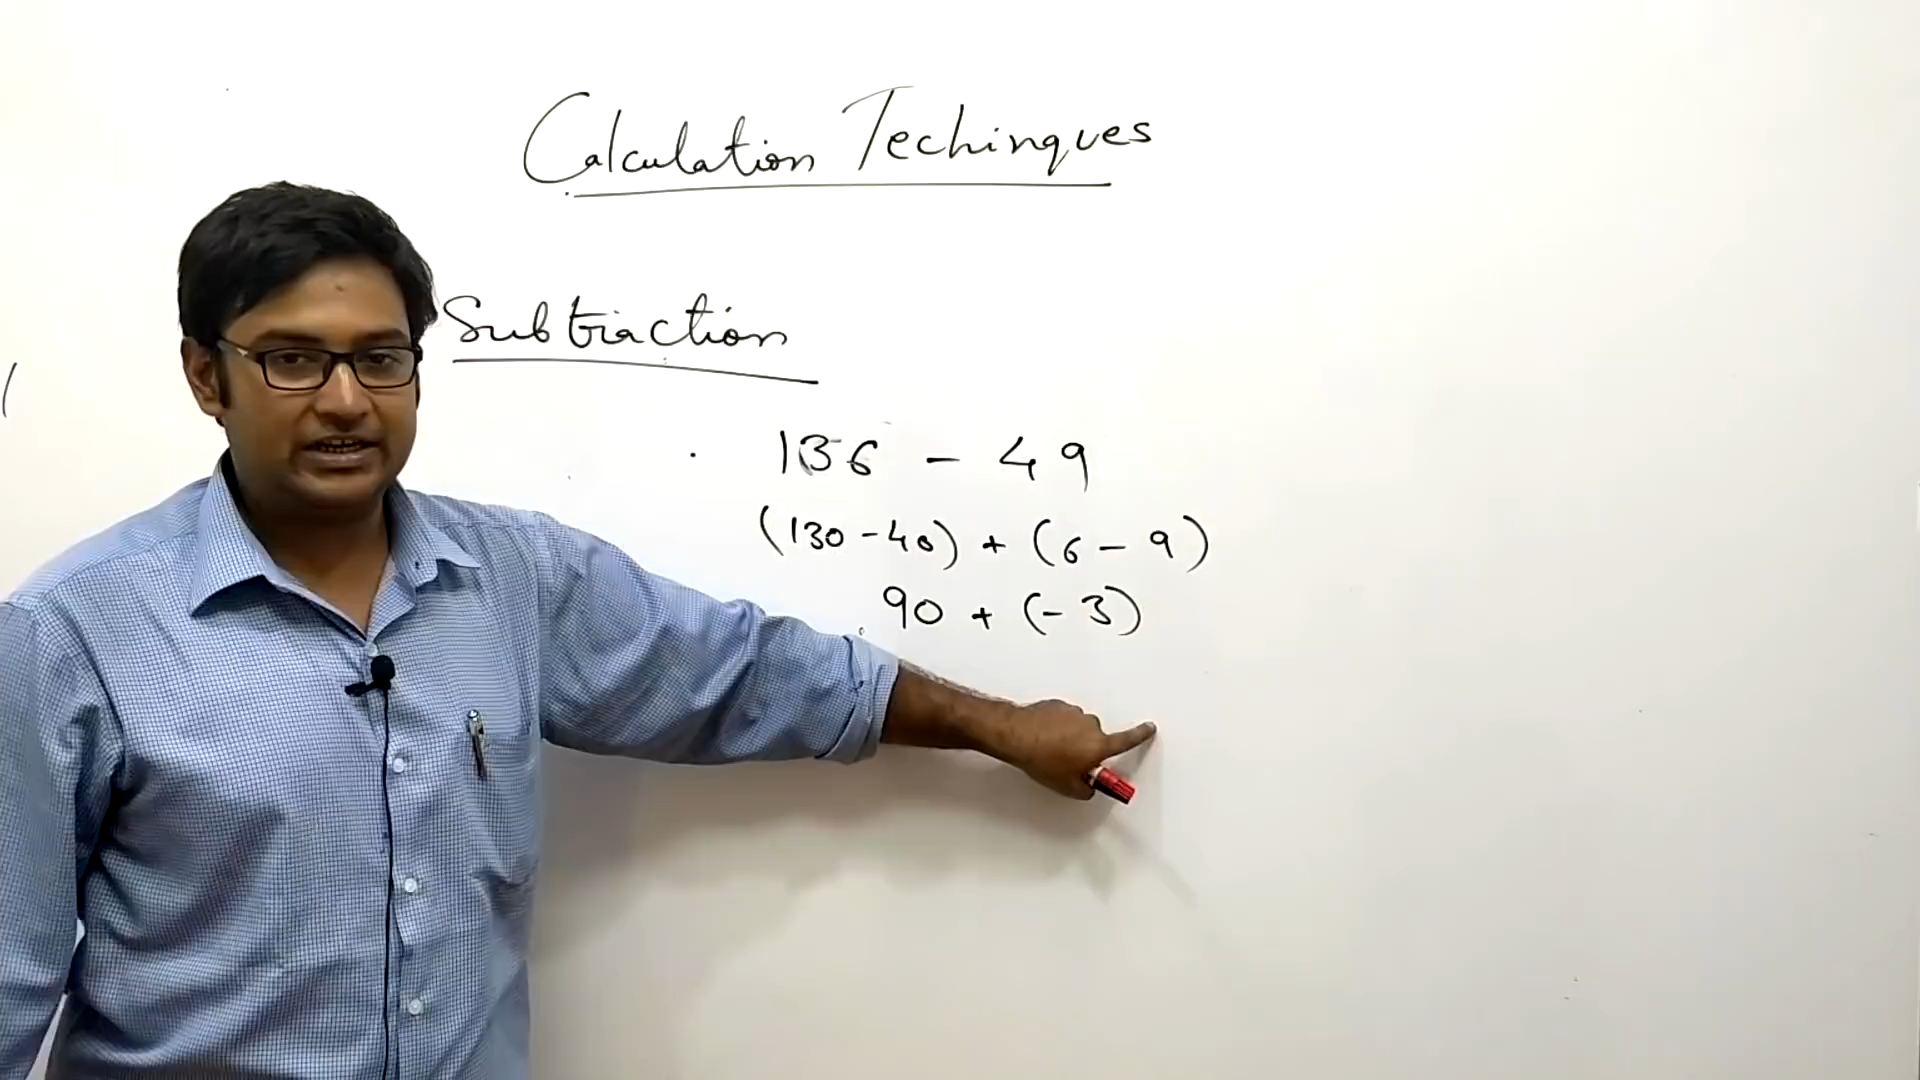 Calculation Techinques
Subtraction
136 - 49
(130 - 40) + (6 - 9)
90 + (- 3)